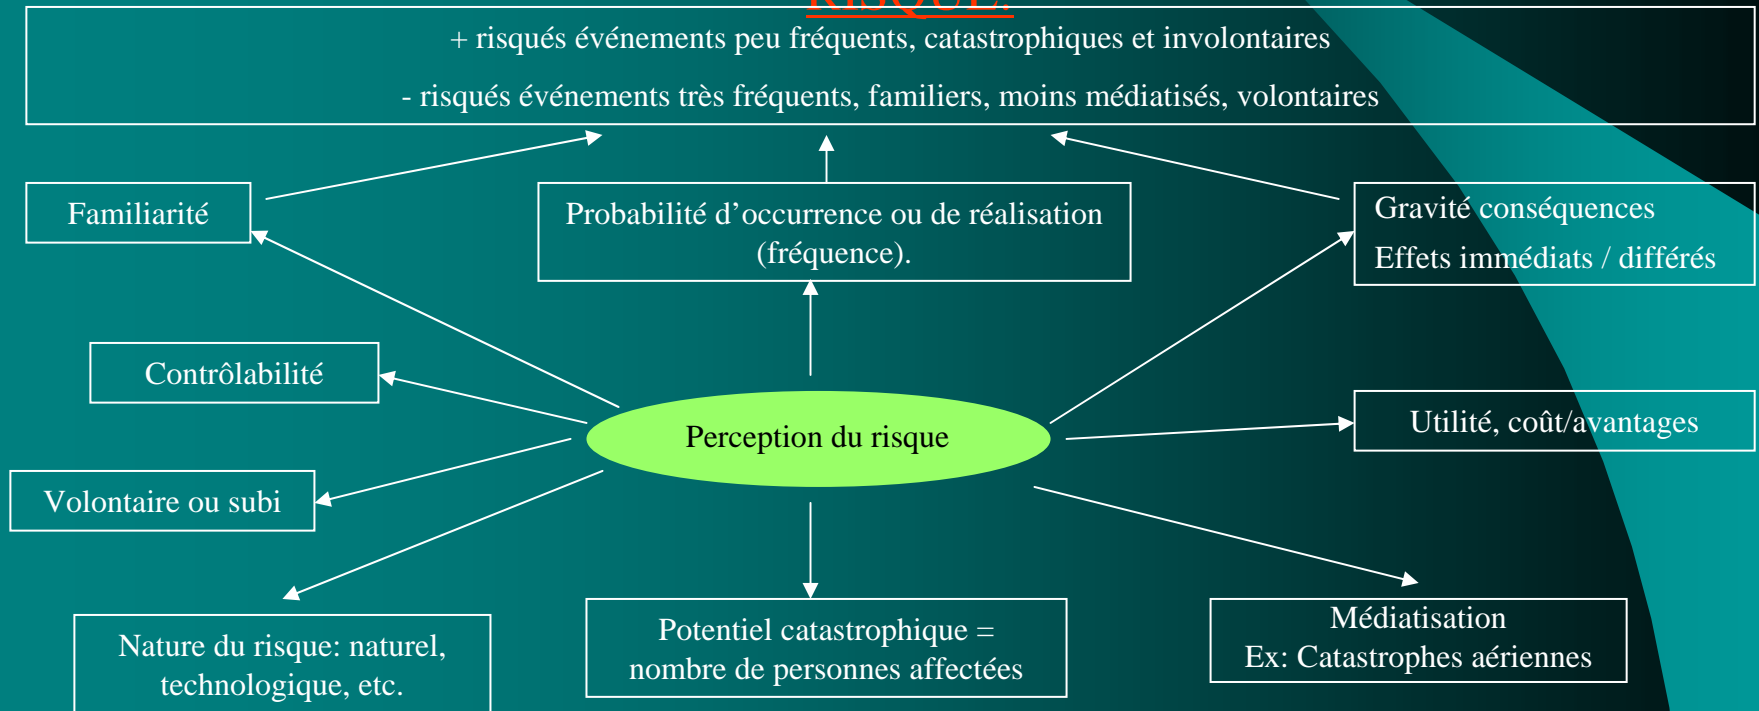 RISQUE.
+ risqués événements peu fréquents, catastrophiques et involontaires
- risqués événements très fréquents, familiers, moins médiatisés, volontaires
Familiarité
Probabilité d’occurrence ou de réalisation
(fréquence).
Gravité conséquences
Effets immédiats / différés
Contrôlabilité
Perception du risque
Utilité, coût/avantages
Volontaire ou subi
Nature du risque: naturel,
technologique, etc.
Potentiel catastrophique =
nombre de personnes affectées
Médiatisation
Ex: Catastrophes aériennes